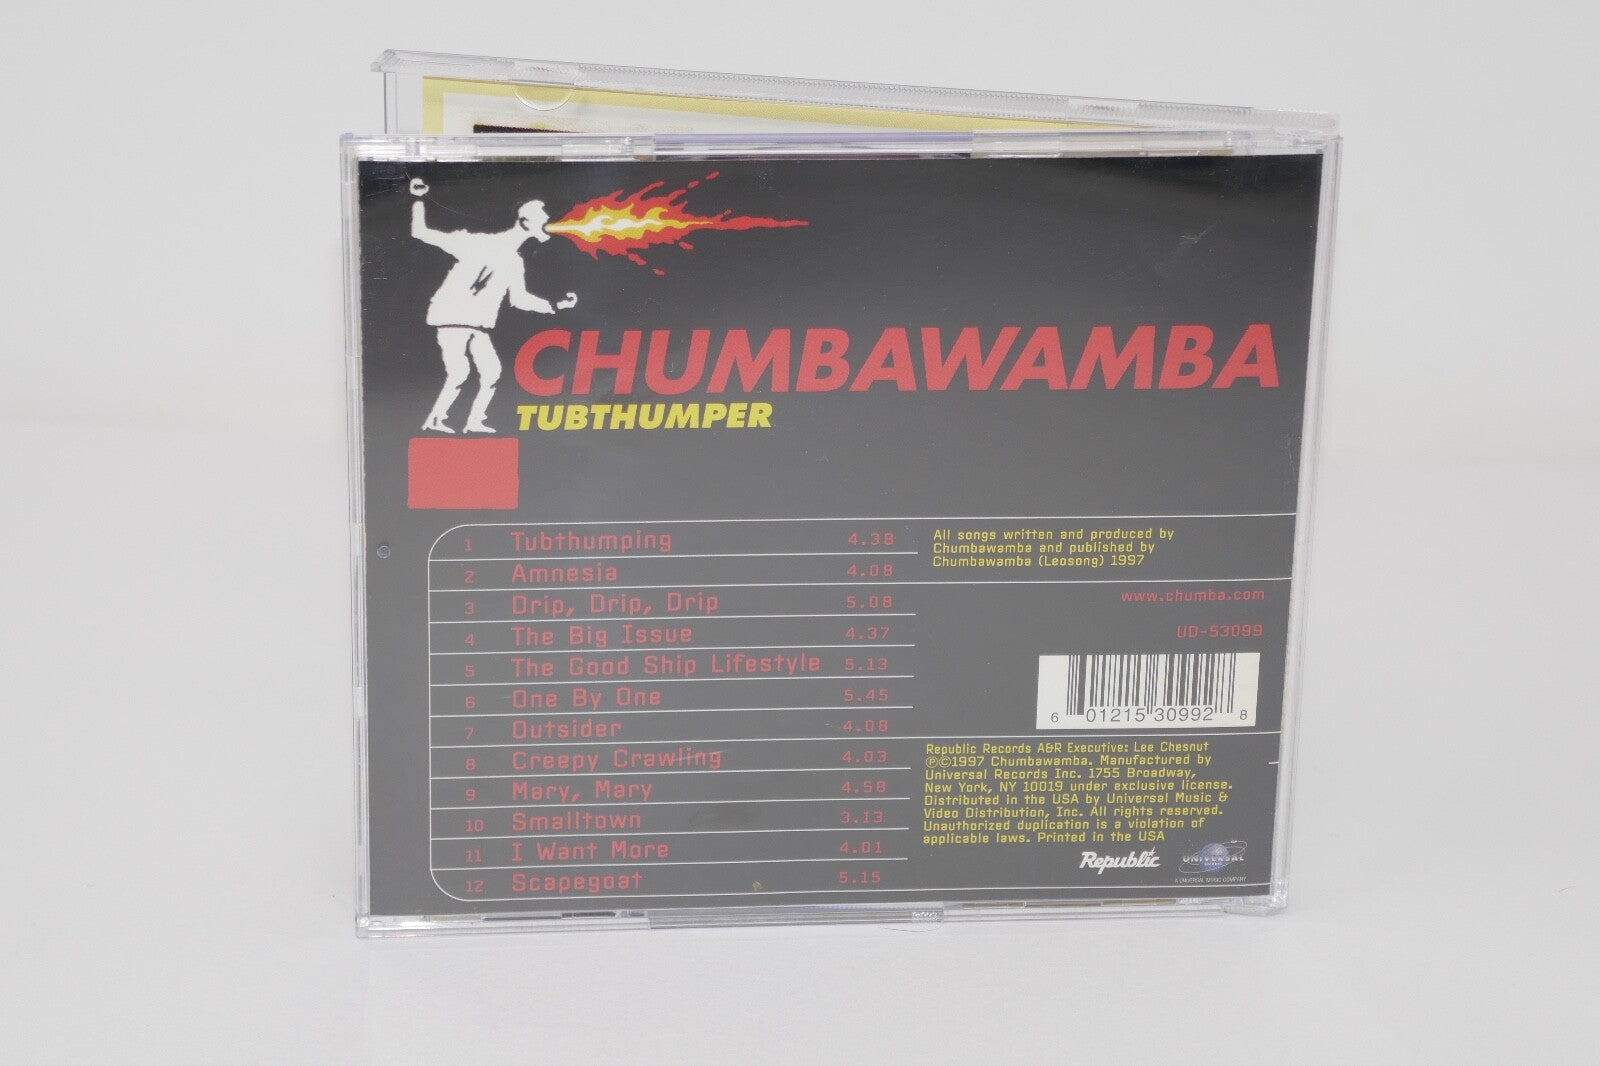 CHUMBAWAMBA
TUBTHUMPER
1 Tubthumping 4.38
2 Amnesia 4.08
3 Drip, Drip, Drip 5.08
4 The Big Issue 4.37
5 The Good Ship Lifestyle 5.13
6 One By One 5.45
7 Outsider 4.08
8 Creepy Crawling 4.03
9 Mary, Mary 4.58
10 Smalltown 3.13
11 I Want More 4.01
12 Scapegoat 5.15
All songs written and produced by
Chumbawamba and published by
Chumbawamba (Leosong) 1997
www.chumba.com
UD-53099
6 01215 30992 8
Republic Records A&R Executive: Lee Chesnut
℗©1997 Chumbawamba. Manufactured by
Universal Records Inc. 1755 Broadway,
New York, NY 10019 under exclusive license.
Distributed in the USA by Universal Music &
Video Distribution, Inc. All rights reserved.
Unauthorized duplication is a violation of
applicable laws. Printed in the USA
Republic
UNIVERSAL
A UNIVERSAL MUSIC COMPANY